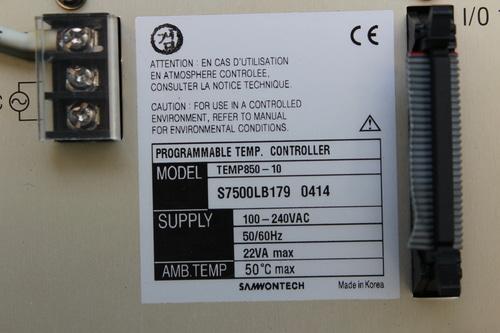 I/O 1
ATTENTION : EN CAS D'UTILISATION
EN ATMOSPHERE CONTROLEE,
CONSULTER LA NOTICE TECHNIQUE.
CAUTION : FOR USE IN A CONTROLLED
ENVIRONMENT, REFER TO MANUAL
FOR ENVIRONMENTAL CONDITIONS.
C
PROGRAMMABLE TEMP. CONTROLLER
MODEL TEMP850-10
S7500LB179 0414
SUPPLY 100-240VAC
50/60Hz
22VA max
AMB.TEMP 50°C max
SAMWONTECH Made in Korea